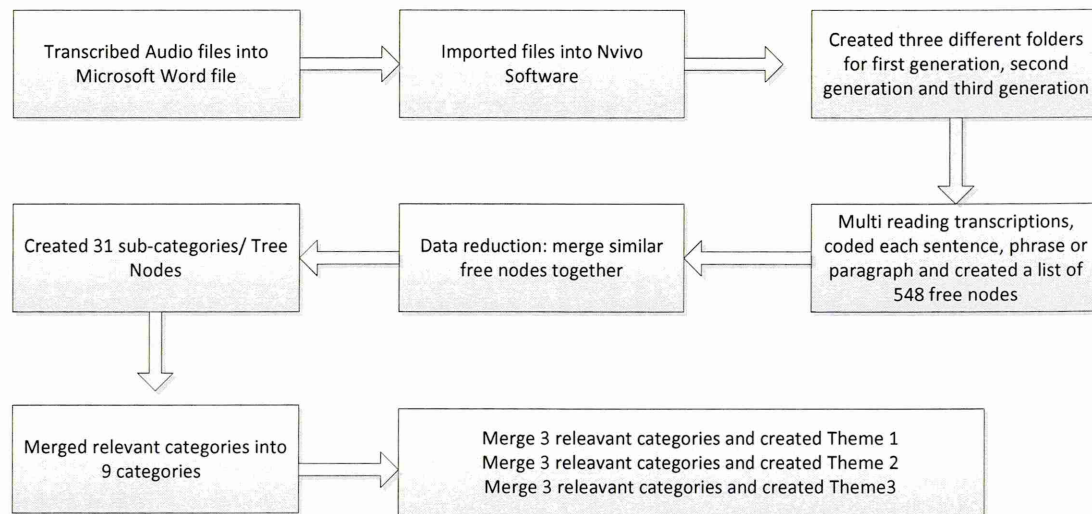 Transcribed Audio files into
Microsoft Word file
Imported files into Nvivo
Software
Created three different folders
for first generation, second
generation and third generation
Multi reading transcriptions,
coded each sentence, phrase or
paragraph and created a list of
548 free nodes
Data reduction: merge similar
free nodes together
Created 31 sub-categories/ Tree
Nodes
Merged relevant categories into
9 categories
Merge 3 releavant categories and created Theme 1
Merge 3 releavant categories and created Theme 2
Merge 3 releavant categories and created Theme3